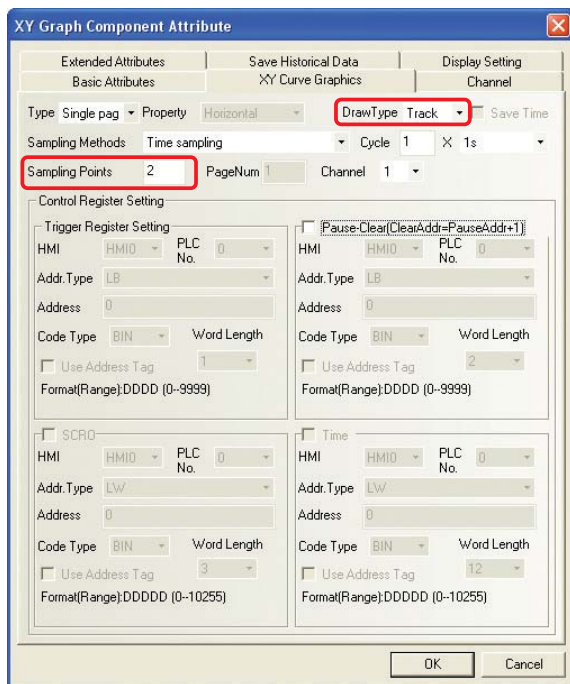 XY Graph Component Attribute
Extended Attributes Save Historical Data Display Setting
Basic Attributes XY Curve Graphics Channel
Type Single pag Property Horizontal DrawType Track Save Time
Sampling Methods Time sampling Cycle 1 X 1s
Sampling Points 2 PageNum 1 Channel 1
Control Register Setting
Trigger Register Setting
HMI HMI0 PLC No. 0
Addr.Type LB
Address 0
Code Type BIN Word Length
Use Address Tag 1
Format(Range):DDDD (0--9999)
Pause-Clear(ClearAddr=PauseAddr+1)
HMI HMI0 PLC No. 0
Addr.Type LB
Address 0
Code Type BIN Word Length
Use Address Tag 2
Format(Range):DDDD (0--9999)
SCRO
HMI HMI0 PLC No. 0
Addr.Type LW
Address 0
Code Type BIN Word Length
Use Address Tag 3
Format(Range):DDDDD (0--10255)
Time
HMI HMI0 PLC No. 0
Addr.Type LW
Address 0
Code Type BIN Word Length
Use Address Tag 12
Format(Range):DDDDD (0--10255)
OK Cancel